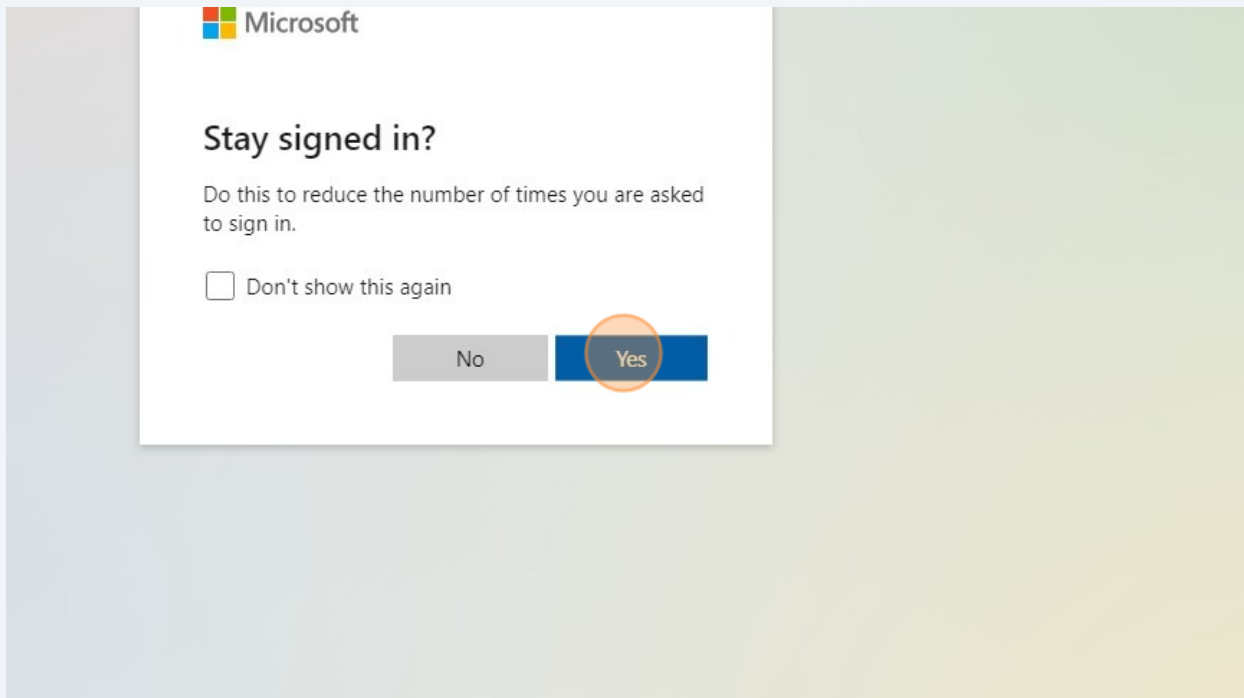 Microsoft
Stay signed in?
Do this to reduce the number of times you are asked
to sign in.
Don't show this again
No
Yes